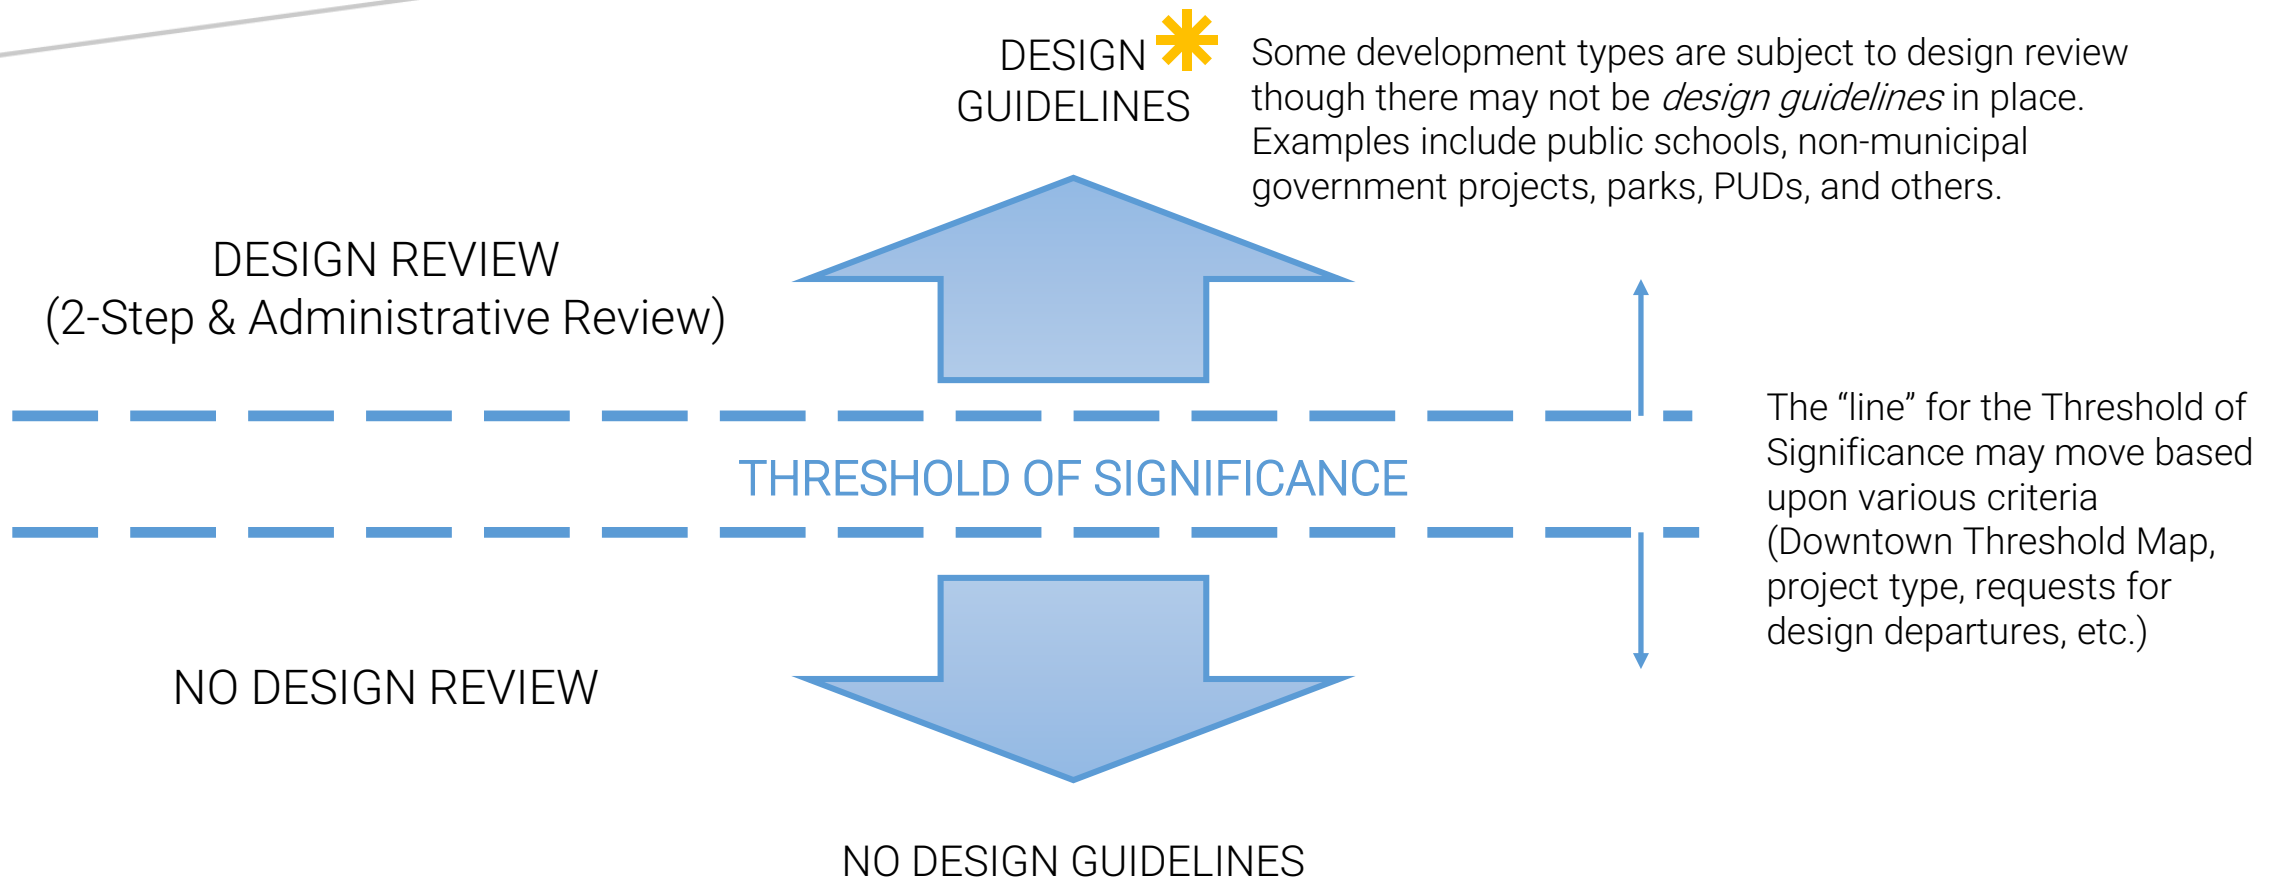 DESIGN
GUIDELINES
Some development types are subject to design review
though there may not be design guidelines in place.
Examples include public schools, non-municipal
government projects, parks, PUDs, and others.
DESIGN REVIEW
(2-Step & Administrative Review)
THRESHOLD OF SIGNIFICANCE
The “line” for the Threshold of
Significance may move based
upon various criteria
(Downtown Threshold Map,
project type, requests for
design departures, etc.)
NO DESIGN REVIEW
NO DESIGN GUIDELINES